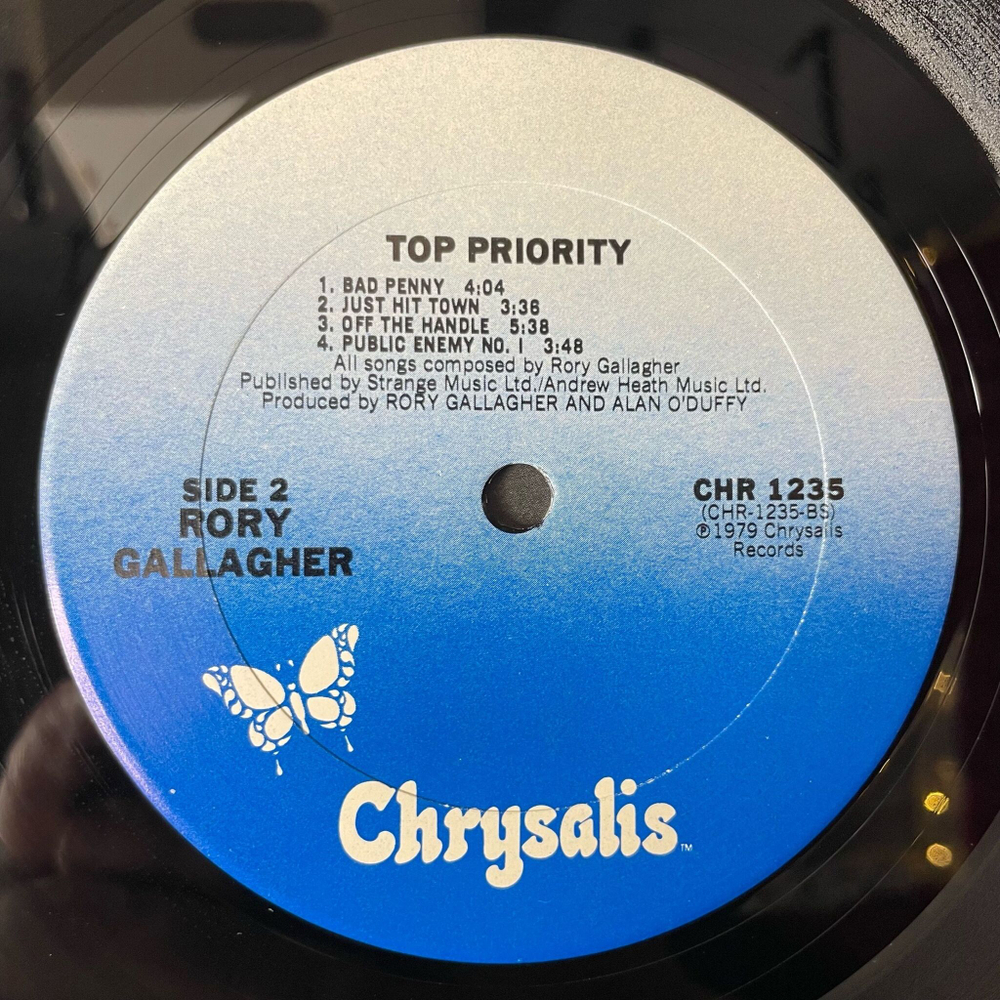 TOP PRIORITY
1. BAD PENNY 4:04
2. JUST HIT TOWN 3:36
3. OFF THE HANDLE 5:38
4. PUBLIC ENEMY NO. 1 3:48
All songs composed by Rory Gallagher
Published by Strange Music Ltd./Andrew Heath Music Ltd.
Produced by RORY GALLAGHER AND ALAN O'DUFFY
SIDE 2
RORY
GALLAGHER
CHR 1235
(CHR-1235-BS)
℗1979 Chrysalis
Records
Chrysalis™